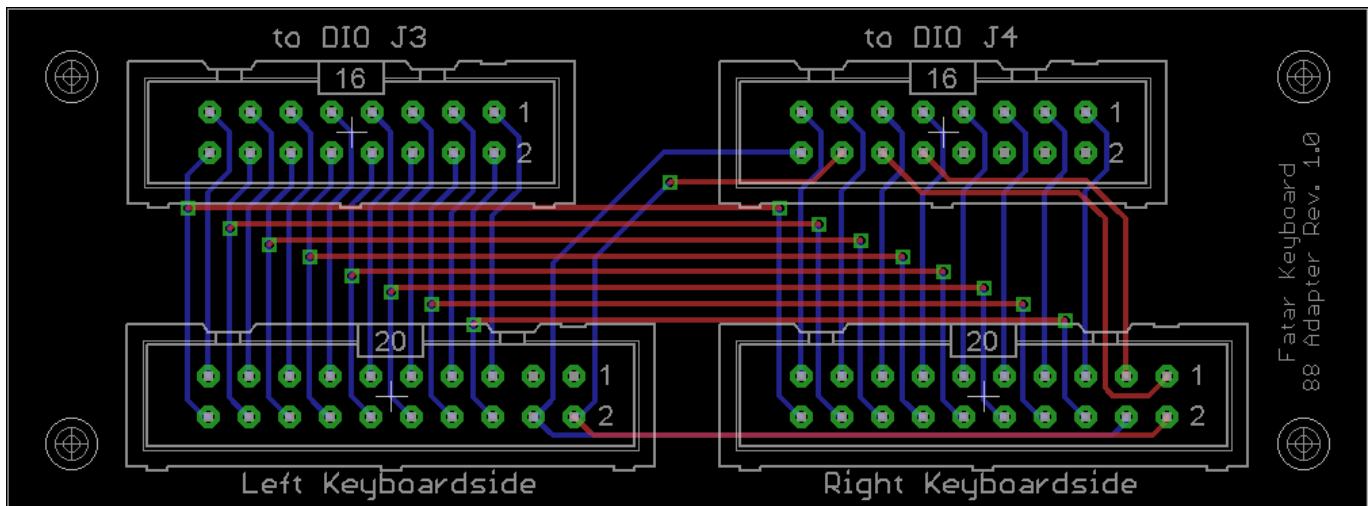 to DIO J3
to DIO J4
16
1
2
16
1
2
20
1
2
20
1
2
Left Keyboardside
Right Keyboardside
Fatar Keyboard
88 Adapter Rev. 1.0